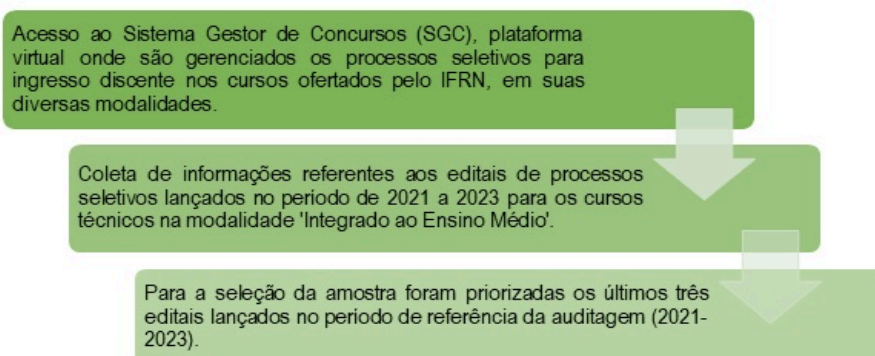 Acesso ao Sistema Gestor de Concursos (SGC), plataforma
virtual onde são gerenciados os processos seletivos para
ingresso discente nos cursos ofertados pelo IFRN, em suas
diversas modalidades.
Coleta de informações referentes aos editais de processos
seletivos lançados no período de 2021 a 2023 para os cursos
técnicos na modalidade 'Integrado ao Ensino Médio'.
Para a seleção da amostra foram priorizadas os últimos três
editais lançados no período de referência da auditagem (2021-
2023).